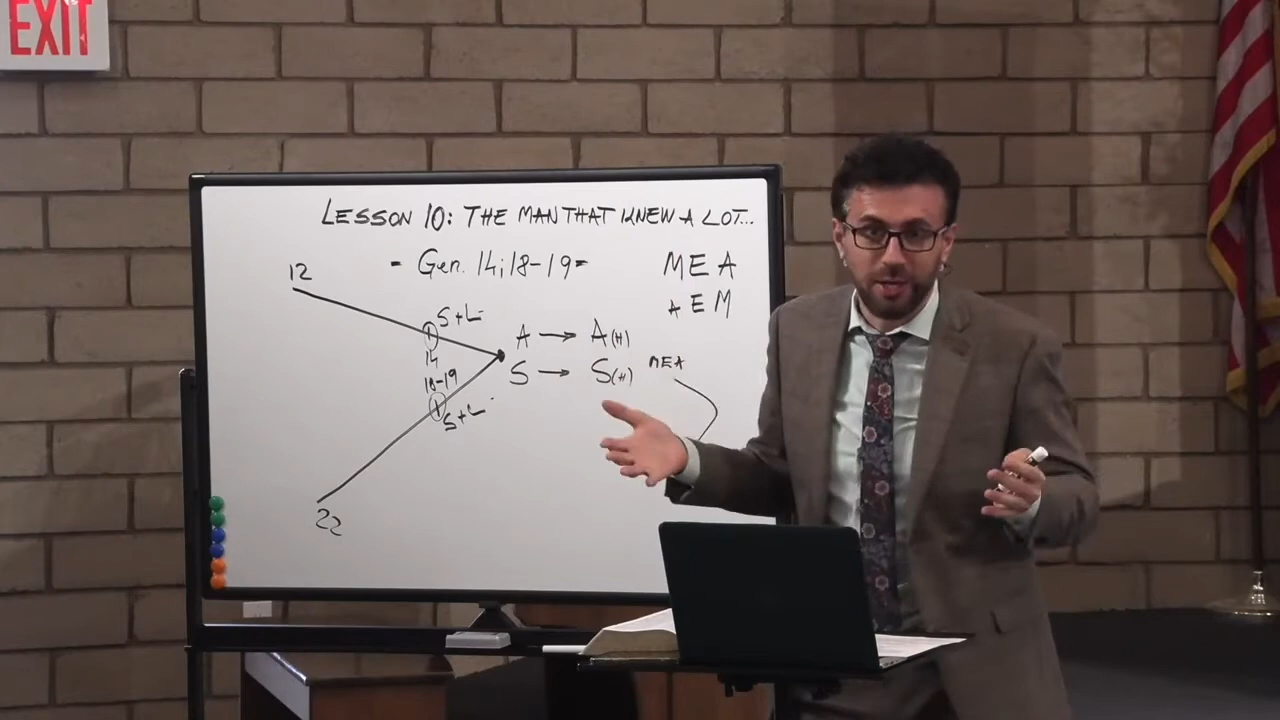 EXIT
LESSON 10: THE MAN THAT KNEW A LOT...
= Gen. 14; 18-19 =
MEA
AEM
12
S+L
14
A → A(H)
S → S(H)
MEA
18-19
S+L
22